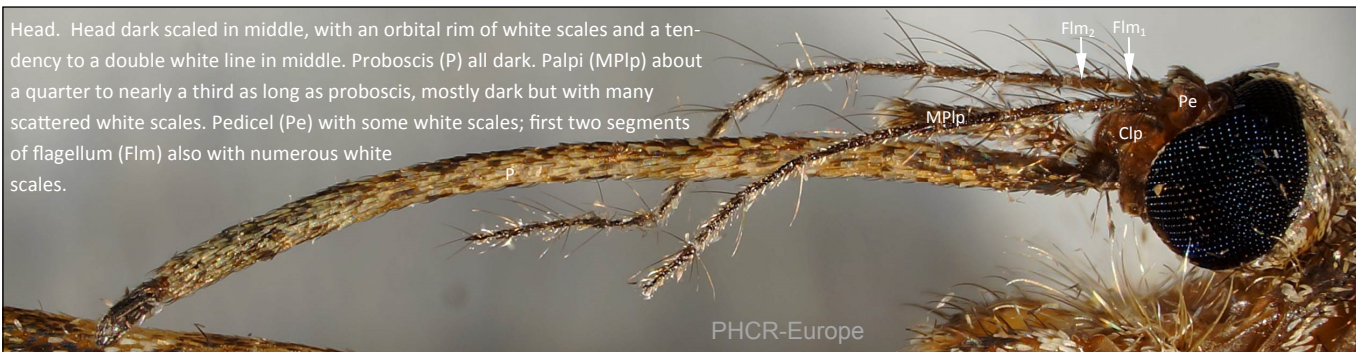 Head. Head dark scaled in middle, with an orbital rim of white scales and a ten-
dency to a double white line in middle. Proboscis (P) all dark. Palpi (MPlp) about
a quarter to nearly a third as long as proboscis, mostly dark but with many
scattered white scales. Pedicel (Pe) with some white scales; first two segments
of flagellum (Flm) also with numerous white
scales.
Flm2 Flm1
Pe
MPlp
Clp
P
PHCR-Europe